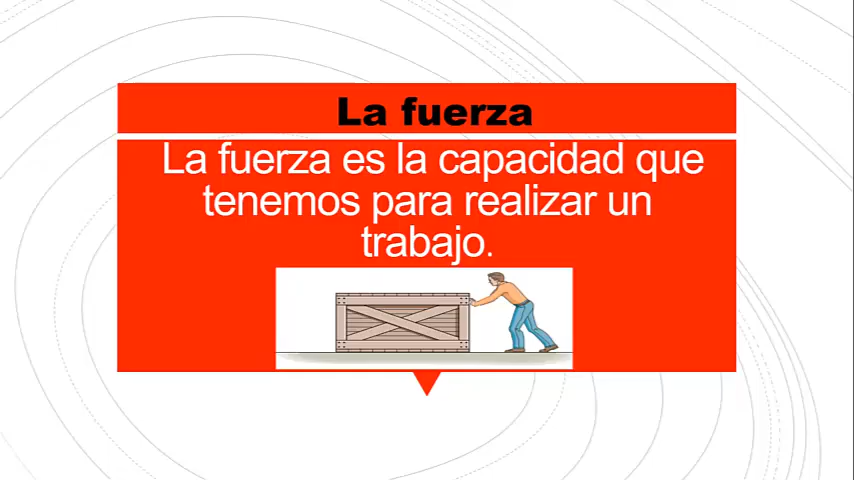 La fuerza
La fuerza es la capacidad que
tenemos para realizar un
trabajo.